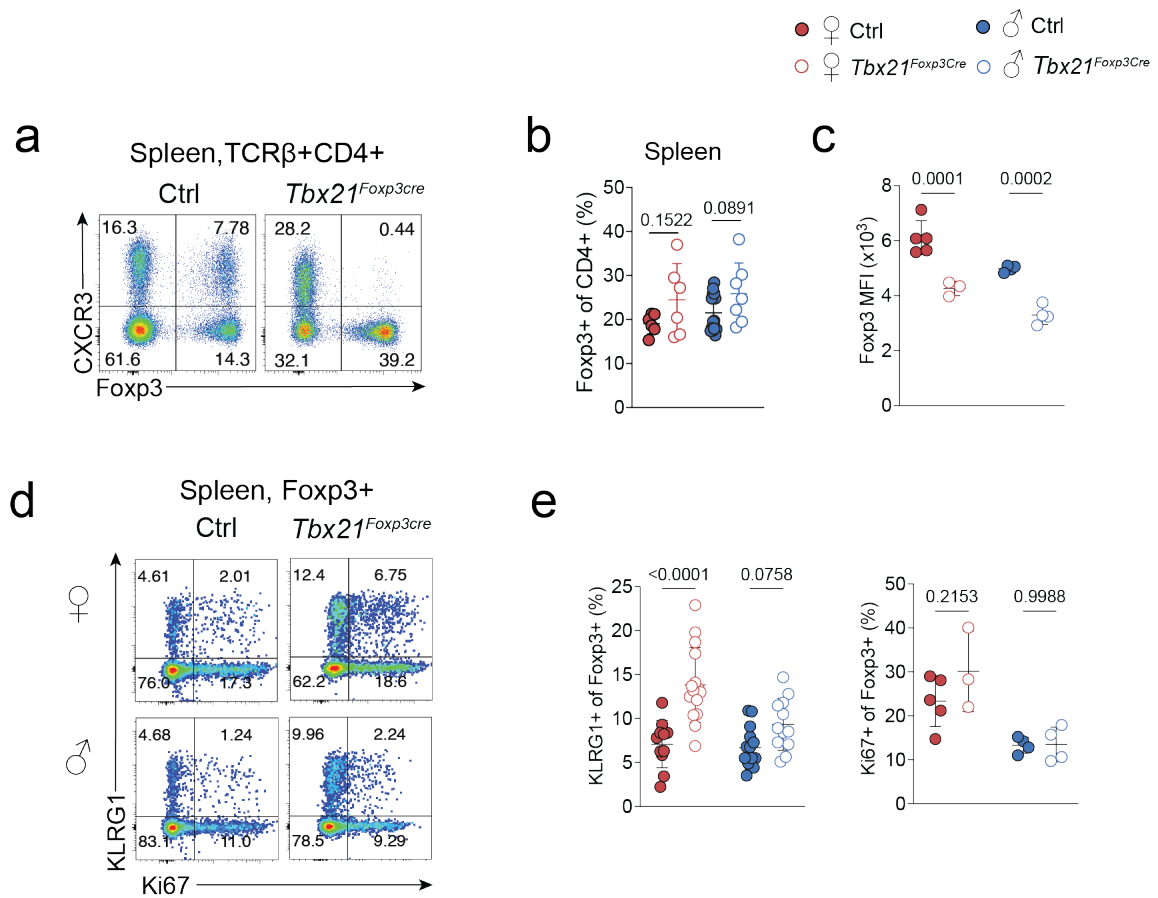 ♀ Ctrl
♂ Ctrl
♀ Tbx21Foxp3Cre
♂ Tbx21Foxp3Cre
a
Spleen,TCRβ+CD4+
Ctrl
Tbx21Foxp3cre
16.3
7.78
28.2
0.44
61.6
14.3
32.1
39.2
CXCR3
Foxp3
b
Spleen
Foxp3+ of CD4+ (%)
50
40
30
20
10
0
0.1522
0.0891
c
Foxp3 MFI (x103)
8
6
4
2
0
0.0001
0.0002
d
Spleen, Foxp3+
Ctrl
Tbx21Foxp3cre
♀
4.61
2.01
12.4
6.75
76.0
17.3
62.2
18.6
♂
4.68
1.24
9.96
2.24
83.1
11.0
78.5
9.29
KLRG1
Ki67
e
KLRG1+ of Foxp3+ (%)
25
20
15
10
5
0
<0.0001
0.0758
Ki67+ of Foxp3+ (%)
50
40
30
20
10
0
0.2153
0.9988